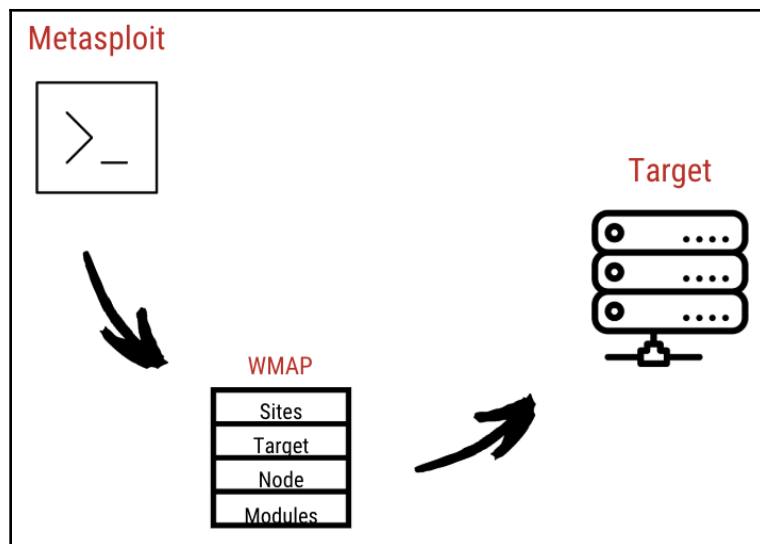 Metasploit
>_
Target
WMAP
Sites
Target
Node
Modules